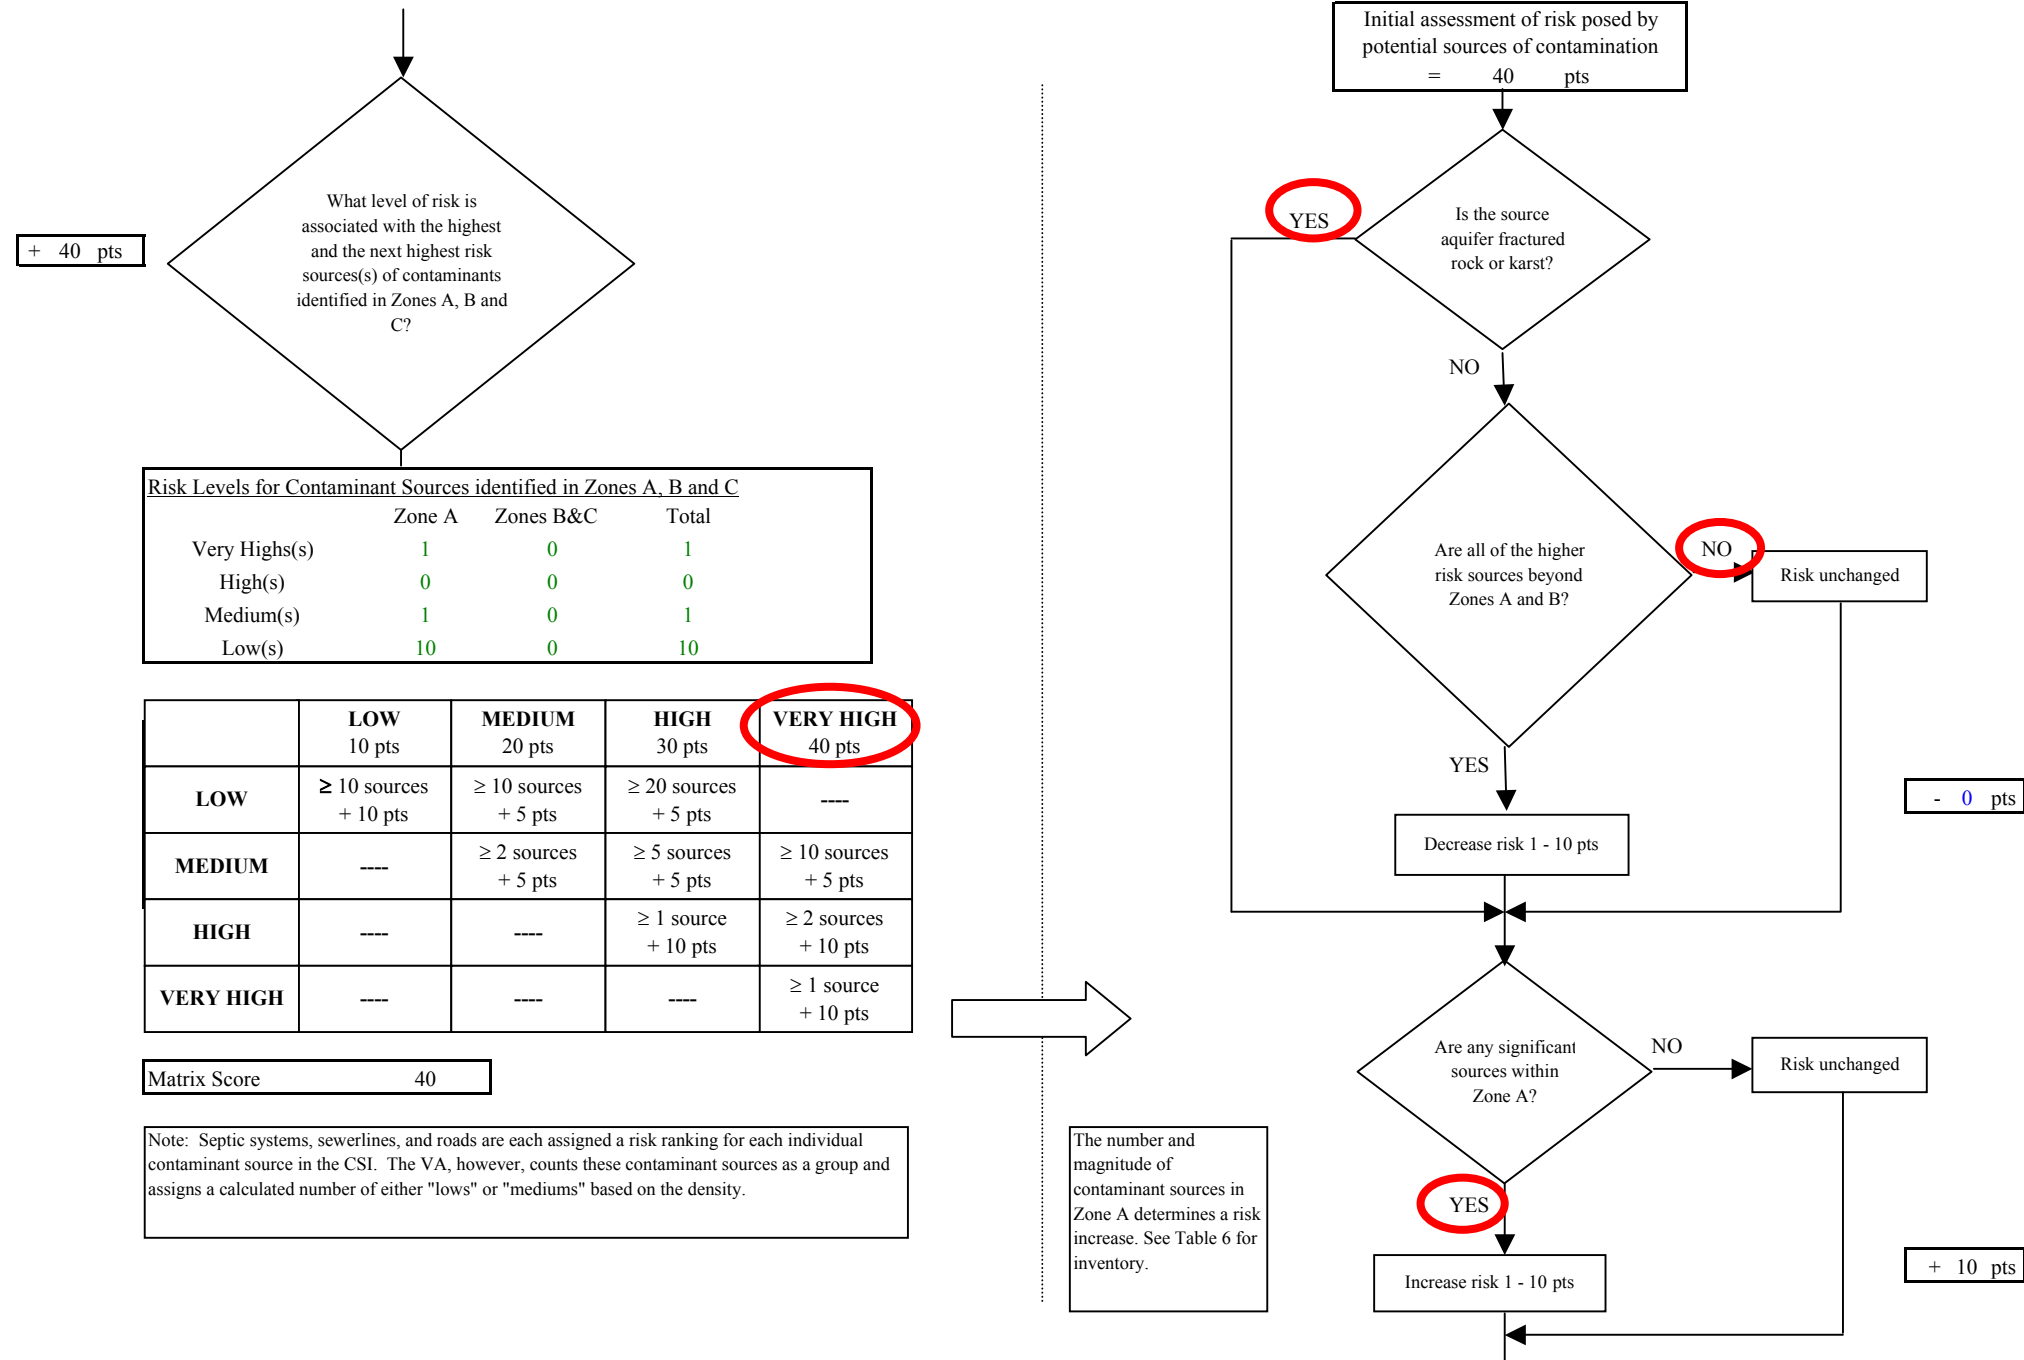 + 40 pts
What level of risk is
associated with the highest
and the next highest risk
sources(s) of contaminants
identified in Zones A, B and
C?
Risk Levels for Contaminant Sources identified in Zones A, B and C
Zone A Zones B&C Total
Very Highs(s) 1 0 1
High(s) 0 0 0
Medium(s) 1 0 1
Low(s) 10 0 10
LOW MEDIUM HIGH VERY HIGH
10 pts 20 pts 30 pts 40 pts
LOW ≥ 10 sources ≥ 10 sources ≥ 20 sources ----
+ 10 pts + 5 pts + 5 pts
MEDIUM ---- ≥ 2 sources ≥ 5 sources ≥ 10 sources
+ 5 pts + 5 pts + 5 pts
HIGH ---- ---- ≥ 1 source ≥ 2 sources
+ 10 pts + 10 pts
VERY HIGH ---- ---- ---- ≥ 1 source
+ 10 pts
Matrix Score 40
Note: Septic systems, sewerlines, and roads are each assigned a risk ranking for each individual
contaminant source in the CSI. The VA, however, counts these contaminant sources as a group and
assigns a calculated number of either "lows" or "mediums" based on the density.
Initial assessment of risk posed by
potential sources of contamination
= 40 pts
YES
Is the source
aquifer fractured
rock or karst?
NO
Are all of the higher
risk sources beyond
Zones A and B?
NO
Risk unchanged
YES
- 0 pts
Decrease risk 1 - 10 pts
Are any significant
sources within
Zone A?
NO
Risk unchanged
The number and
magnitude of
contaminant sources in
Zone A determines a risk
increase. See Table 6 for
inventory.
YES
Increase risk 1 - 10 pts
+ 10 pts